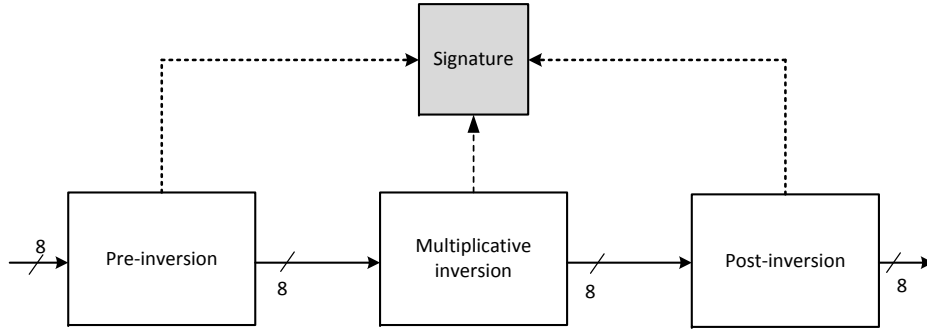 Signature
8
Pre-inversion
8
Multiplicative
inversion
8
Post-inversion
8